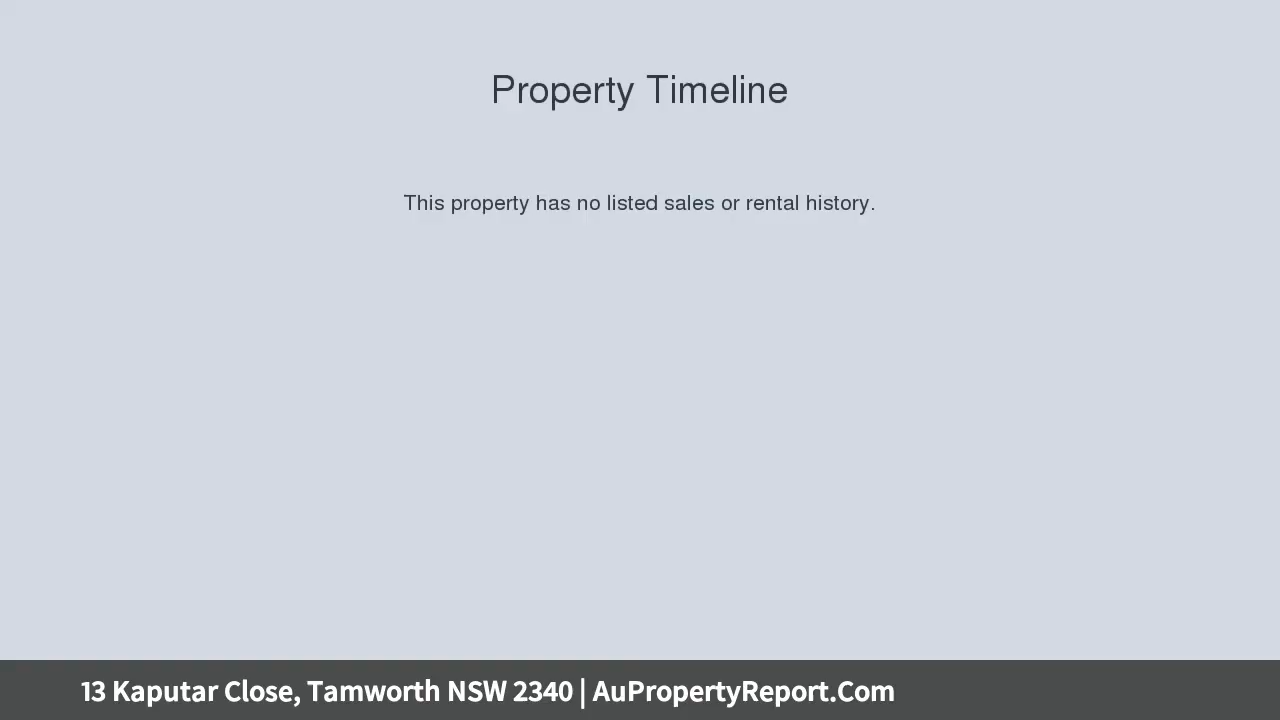 Property Timeline
This property has no listed sales or rental history.
13 Kaputar Close, Tamworth NSW 2340 | AuPropertyReport.Com